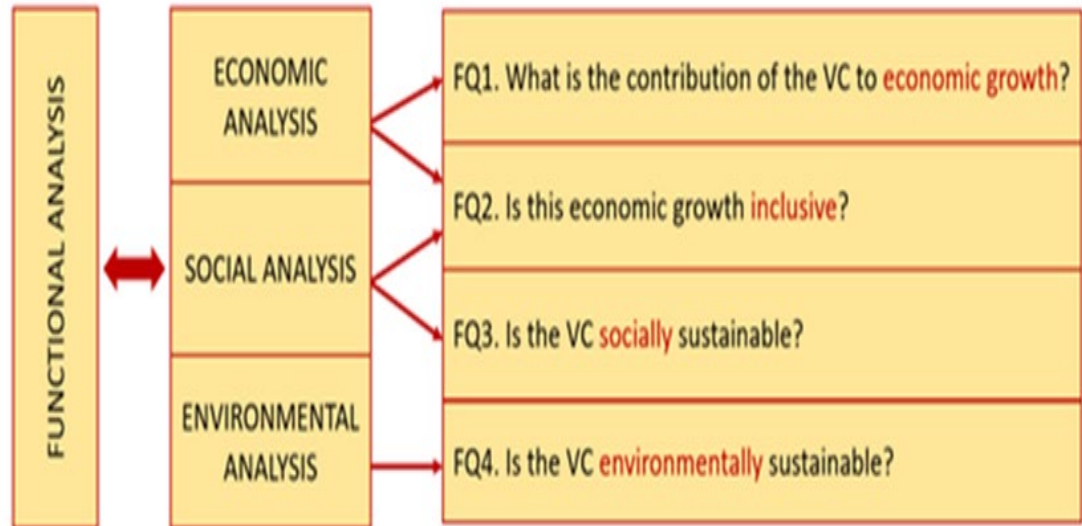 FUNCTIONAL ANALYSIS
ECONOMIC
ANALYSIS
SOCIAL ANALYSIS
ENVIRONMENTAL
ANALYSIS
FQ1. What is the contribution of the VC to economic growth?
FQ2. Is this economic growth inclusive?
FQ3. Is the VC socially sustainable?
FQ4. Is the VC environmentally sustainable?